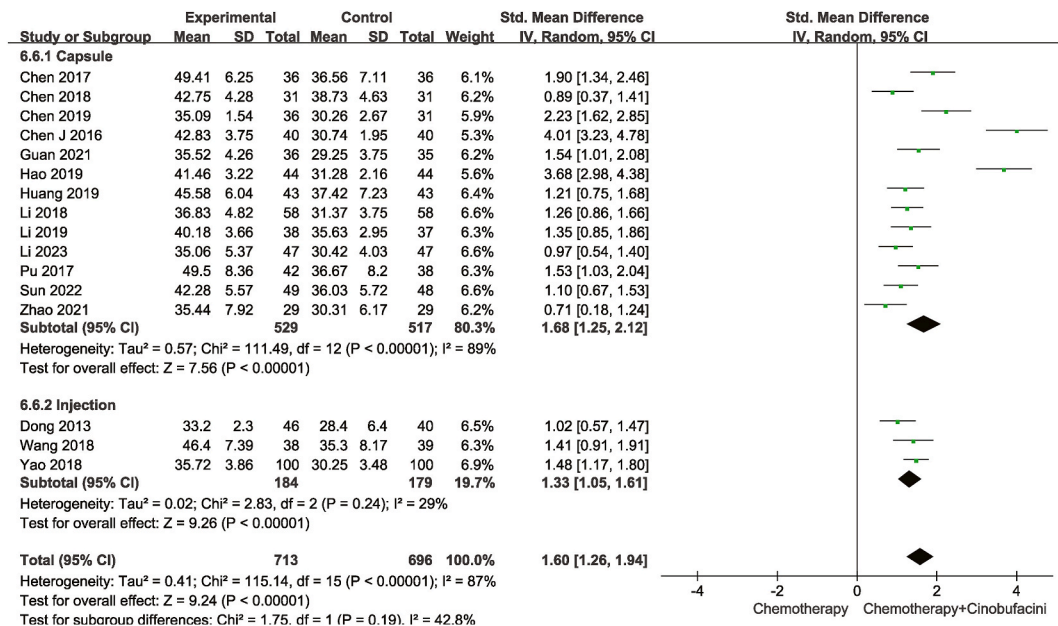 Experimental Control Std. Mean Difference Std. Mean Difference
Study or Subgroup Mean SD Total Mean SD Total Weight IV, Random, 95% CI IV, Random, 95% CI
6.6.1 Capsule
Chen 2017 49.41 6.25 36 36.56 7.11 36 6.1% 1.90 [1.34, 2.46]
Chen 2018 42.75 4.28 31 38.73 4.63 31 6.2% 0.89 [0.37, 1.41]
Chen 2019 35.09 1.54 36 30.26 2.67 31 5.9% 2.23 [1.62, 2.85]
Chen J 2016 42.83 3.75 40 30.74 1.95 40 5.3% 4.01 [3.23, 4.78]
Guan 2021 35.52 4.26 36 29.25 3.75 35 6.2% 1.54 [1.01, 2.08]
Hao 2019 41.46 3.22 44 31.28 2.16 44 5.6% 3.68 [2.98, 4.38]
Huang 2019 45.58 6.04 43 37.42 7.23 43 6.4% 1.21 [0.75, 1.68]
Li 2018 36.83 4.82 58 31.37 3.75 58 6.6% 1.26 [0.86, 1.66]
Li 2019 40.18 3.66 38 35.63 2.95 37 6.3% 1.35 [0.85, 1.86]
Li 2023 35.06 5.37 47 30.42 4.03 47 6.5% 0.97 [0.54, 1.40]
Pu 2017 49.5 8.36 42 36.67 8.2 38 6.3% 1.53 [1.03, 2.04]
Sun 2022 42.28 5.57 49 36.03 5.72 48 6.5% 1.10 [0.67, 1.53]
Zhao 2021 35.44 7.92 29 30.31 6.17 29 6.2% 0.71 [0.18, 1.24]
Subtotal (95% CI) 529 517 80.3% 1.68 [1.25, 2.12]
Heterogeneity: Tau² = 0.57; Chi² = 111.49, df = 12 (P < 0.00001); I² = 89%
Test for overall effect: Z = 7.56 (P < 0.00001)
6.6.2 Injection
Dong 2013 33.2 2.3 46 28.4 6.4 40 6.5% 1.02 [0.57, 1.47]
Wang 2018 46.4 7.39 38 35.3 8.17 39 6.3% 1.41 [0.91, 1.91]
Yao 2018 35.72 3.86 100 30.25 3.48 100 6.9% 1.48 [1.17, 1.80]
Subtotal (95% CI) 184 179 19.7% 1.33 [1.05, 1.61]
Heterogeneity: Tau² = 0.02; Chi² = 2.83, df = 2 (P = 0.24); I² = 29%
Test for overall effect: Z = 9.26 (P < 0.00001)
Total (95% CI) 713 696 100.0% 1.60 [1.26, 1.94]
Heterogeneity: Tau² = 0.41; Chi² = 115.14, df = 15 (P < 0.00001); I² = 87%
Test for overall effect: Z = 9.24 (P < 0.00001)
Test for subgroup differences: Chi² = 1.75, df = 1 (P = 0.19), I² = 42.8%
-4 -2 0 2 4
Chemotherapy Chemotherapy+Cinobufacini